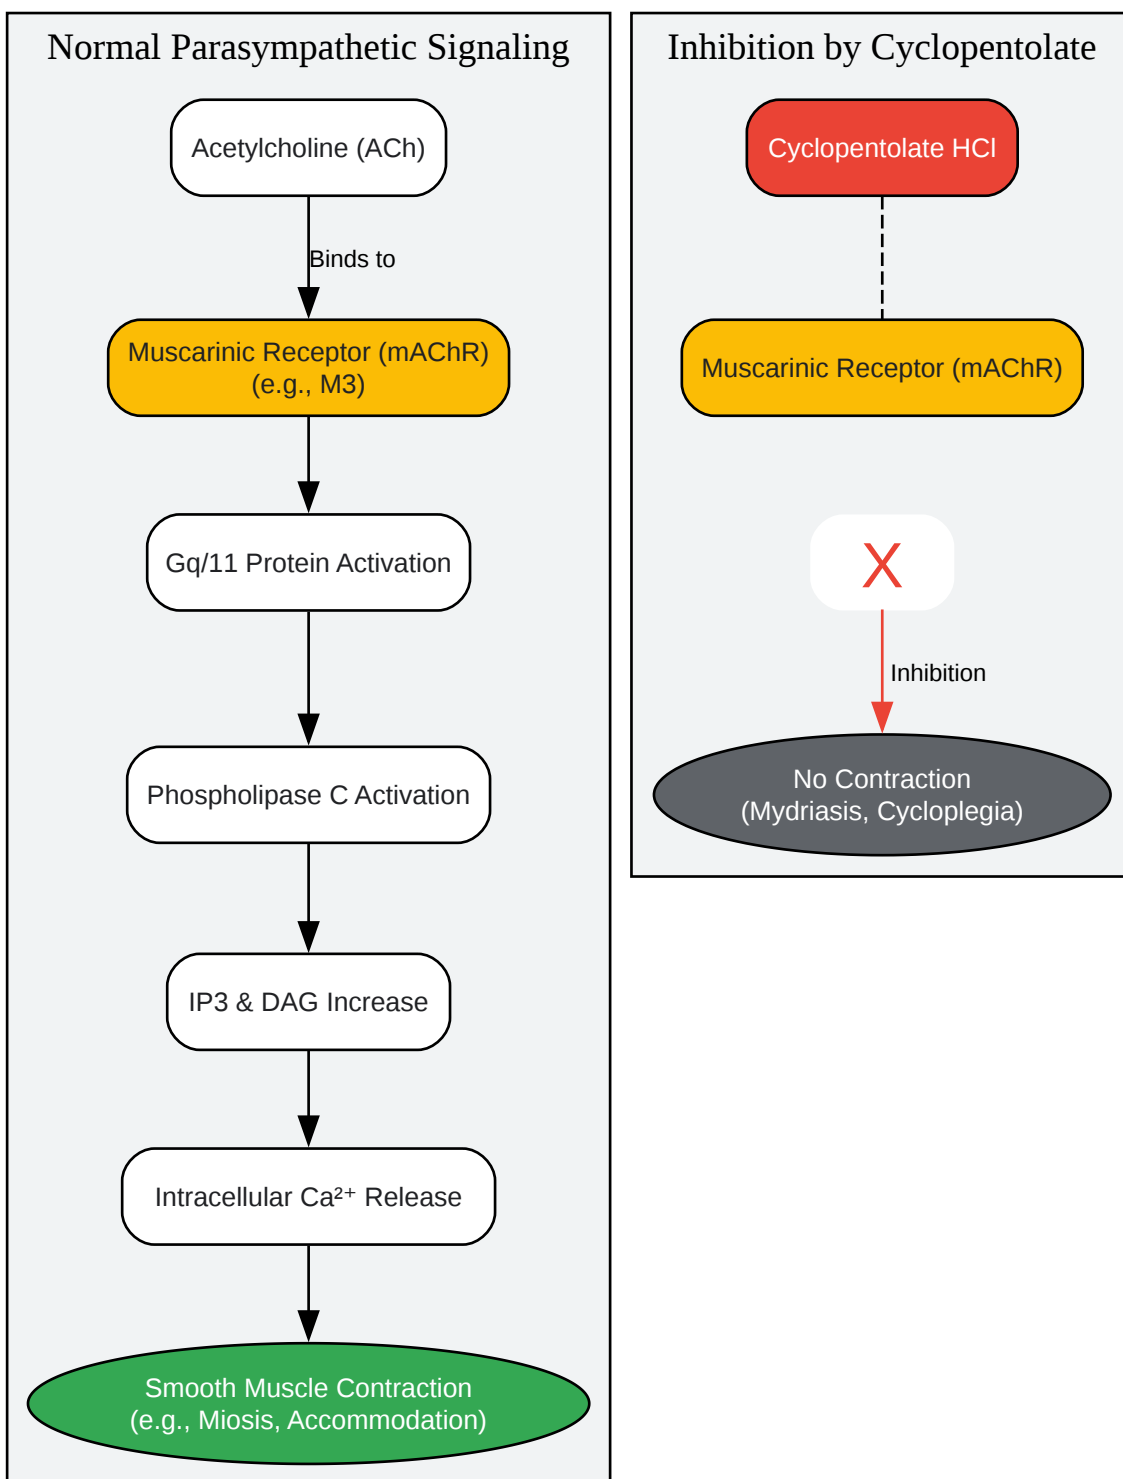 Normal Parasympathetic Signaling
Acetylcholine (ACh)
Binds to
Muscarinic Receptor (mAChR)
(e.g., M3)
Gq/11 Protein Activation
Phospholipase C Activation
IP3 & DAG Increase
Intracellular Ca²⁺ Release
Smooth Muscle Contraction
(e.g., Miosis, Accommodation)
Inhibition by Cyclopentolate
Cyclopentolate HCl
Muscarinic Receptor (mAChR)
X
Inhibition
No Contraction
(Mydriasis, Cycloplegia)